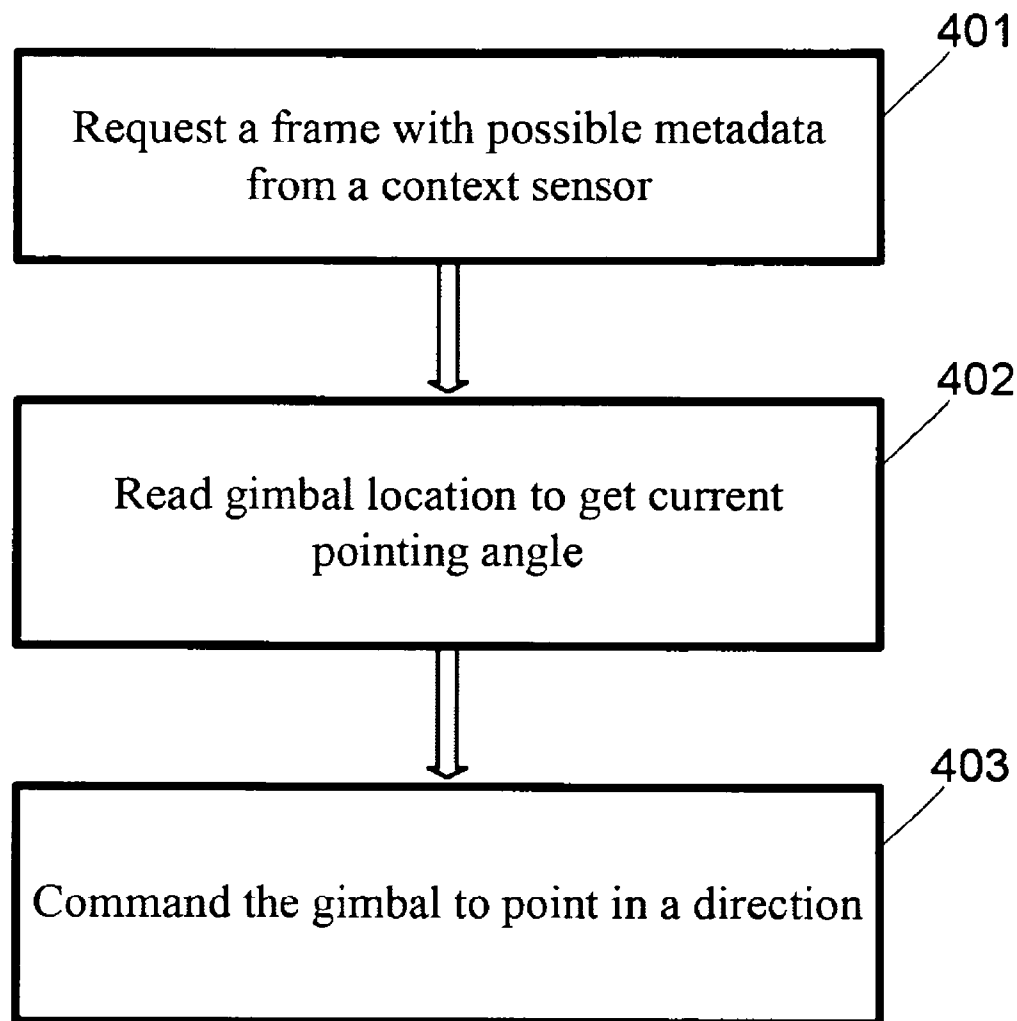 401
Request a frame with possible metadata
from a context sensor
402
Read gimbal location to get current
pointing angle
403
Command the gimbal to point in a direction